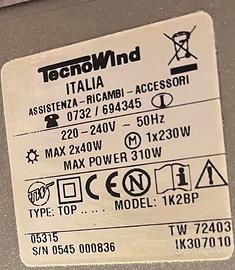 TecnoWind
ITALIA
ASSISTENZA-RICAMBI-ACCESSORI
☎ 0732 / 694345
220-240V ~ 50Hz
MAX 2x40W M 1x230W
MAX POWER 310W
TYPE: TOP .... MODEL: 1K2BP
05315 TW 72403
S/N 0545 000836 IK307010